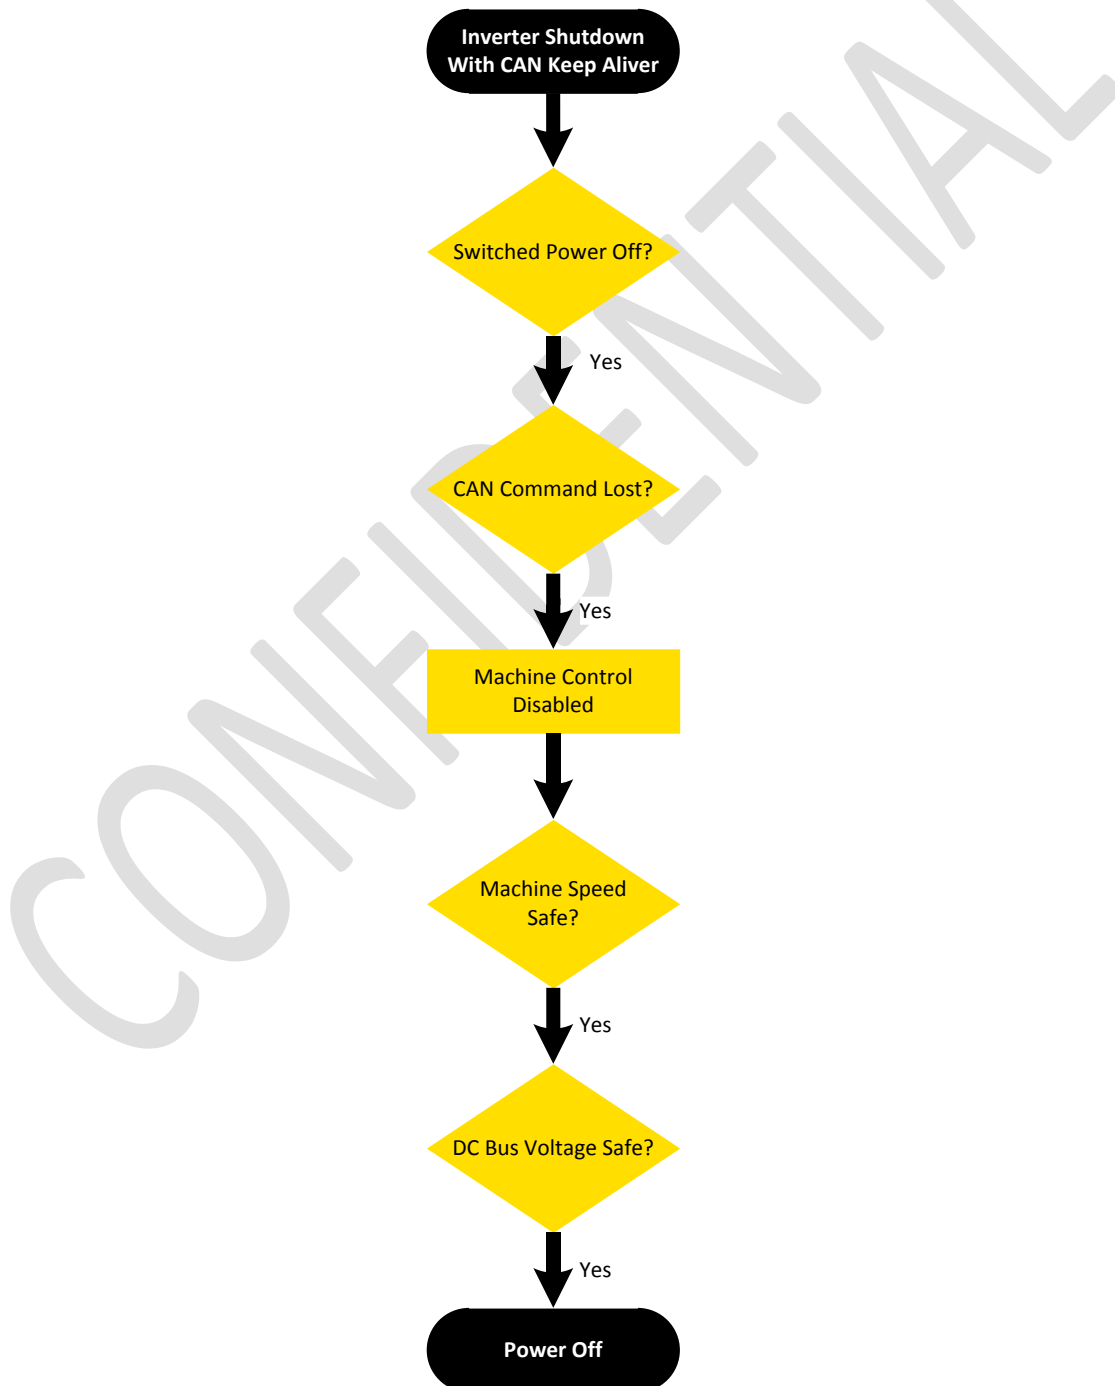 Inverter Shutdown
With CAN Keep Aliver
Switched Power Off?
Yes
CAN Command Lost?
Yes
Machine Control
Disabled
Machine Speed
Safe?
Yes
DC Bus Voltage Safe?
Yes
Power Off
CONFIDENTIAL